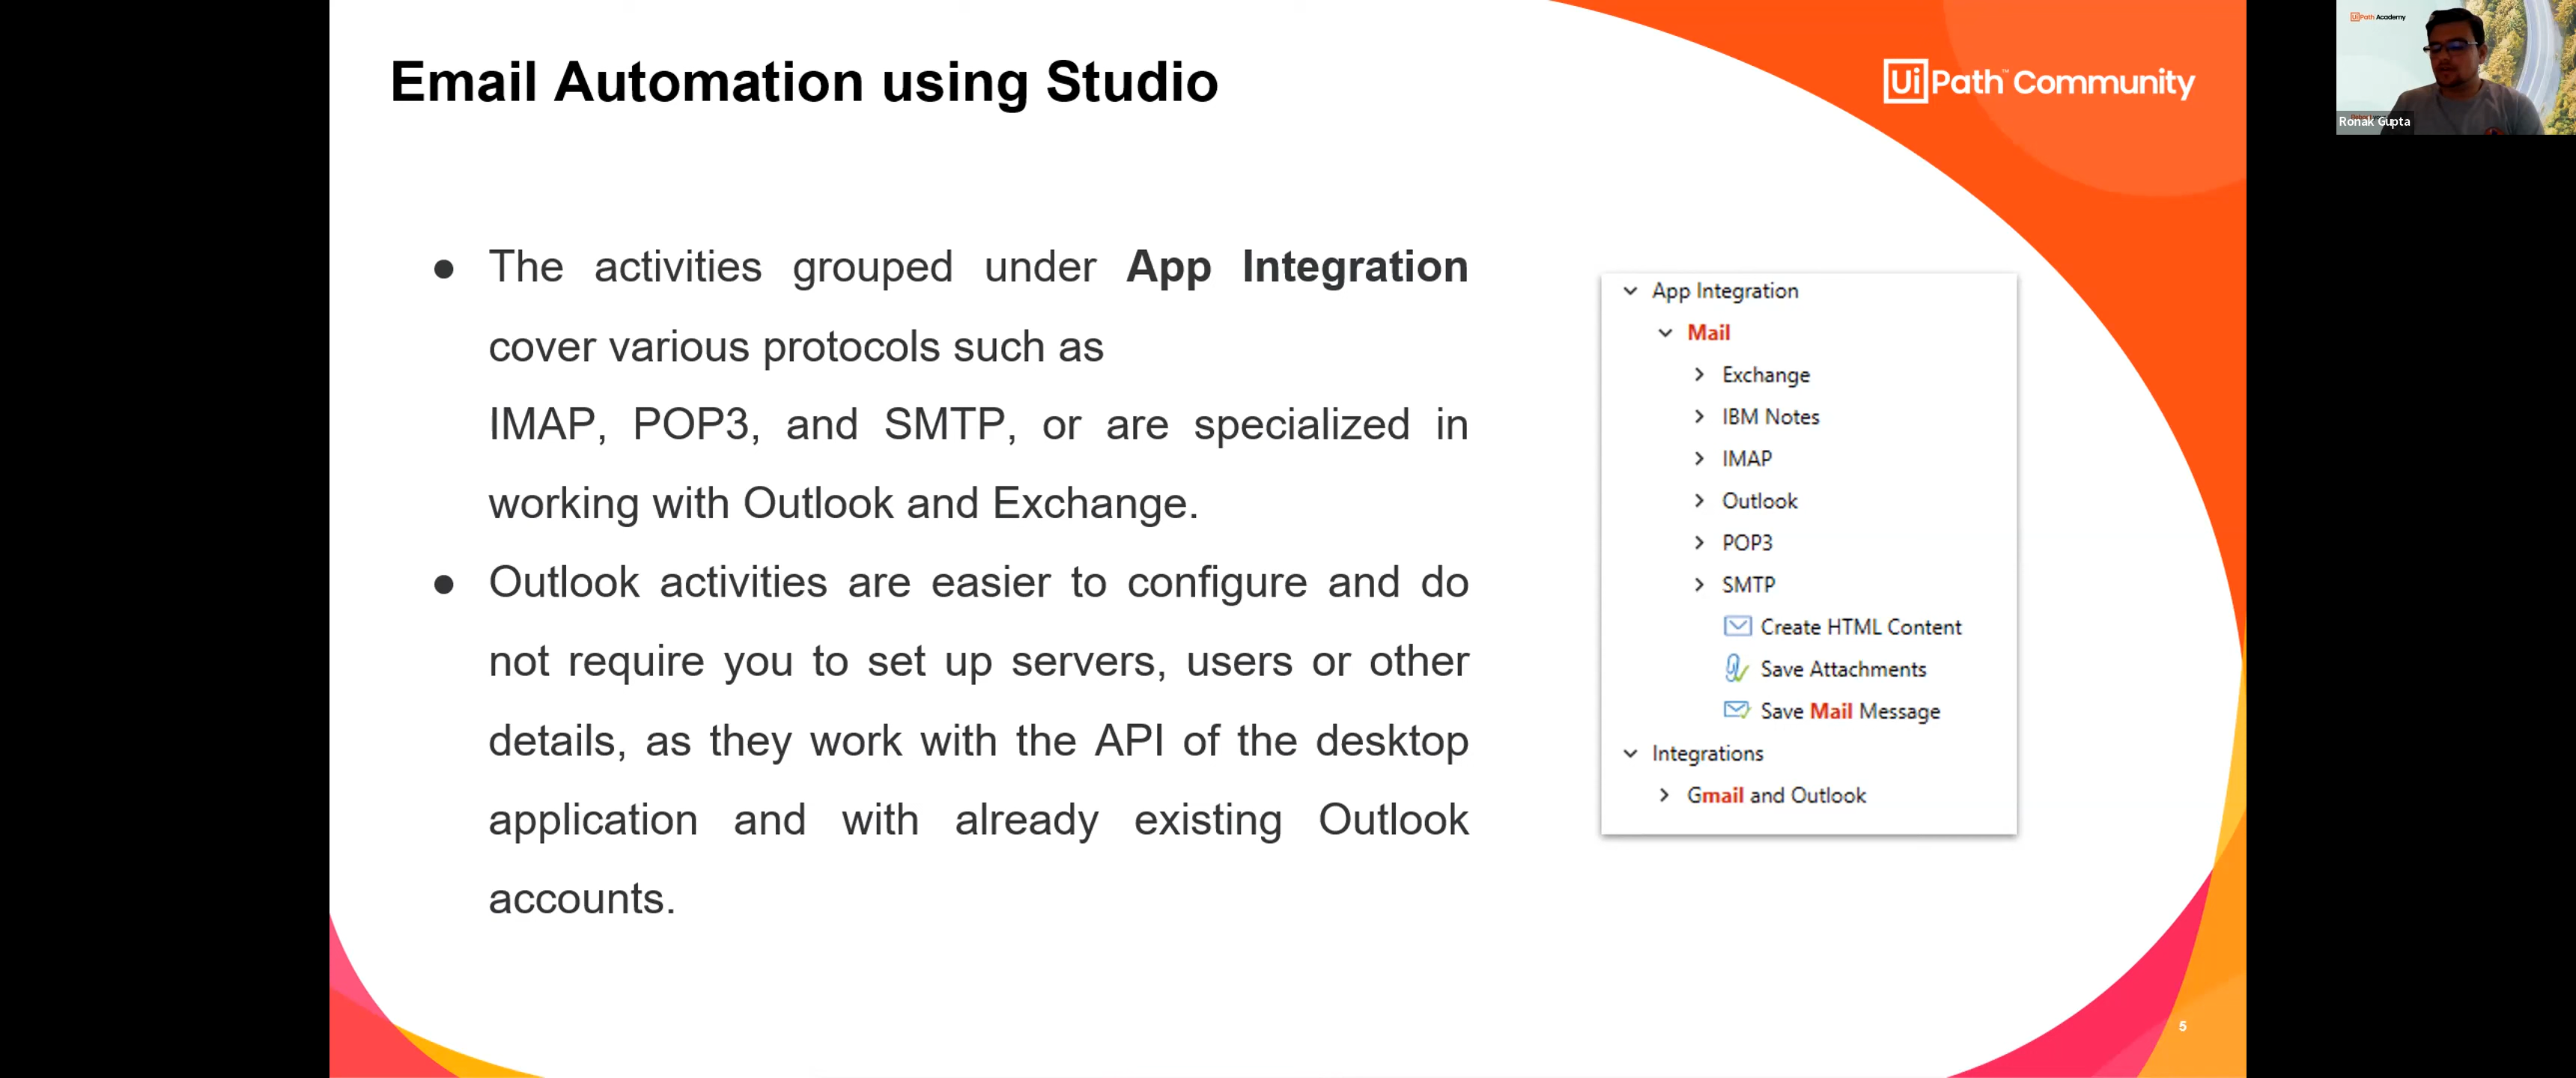 Email Automation using Studio
UiPath Community
UiPath Academy
Ronak Gupta
● The activities grouped under App Integration
cover various protocols such as
IMAP, POP3, and SMTP, or are specialized in
working with Outlook and Exchange.
● Outlook activities are easier to configure and do
not require you to set up servers, users or other
details, as they work with the API of the desktop
application and with already existing Outlook
accounts.
App Integration
Mail
Exchange
IBM Notes
IMAP
Outlook
POP3
SMTP
Create HTML Content
Save Attachments
Save Mail Message
Integrations
Gmail and Outlook
5